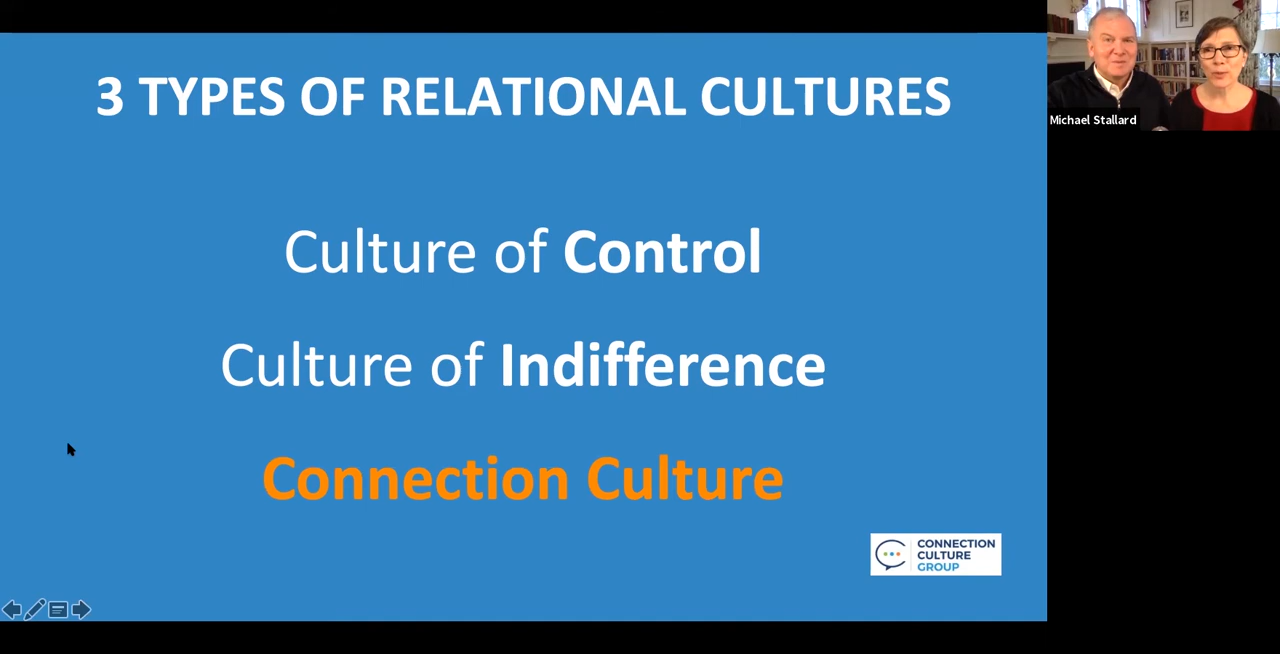 3 TYPES OF RELATIONAL CULTURES
Culture of Control
Culture of Indifference
Connection Culture
CONNECTION
CULTURE
GROUP
Michael Stallard